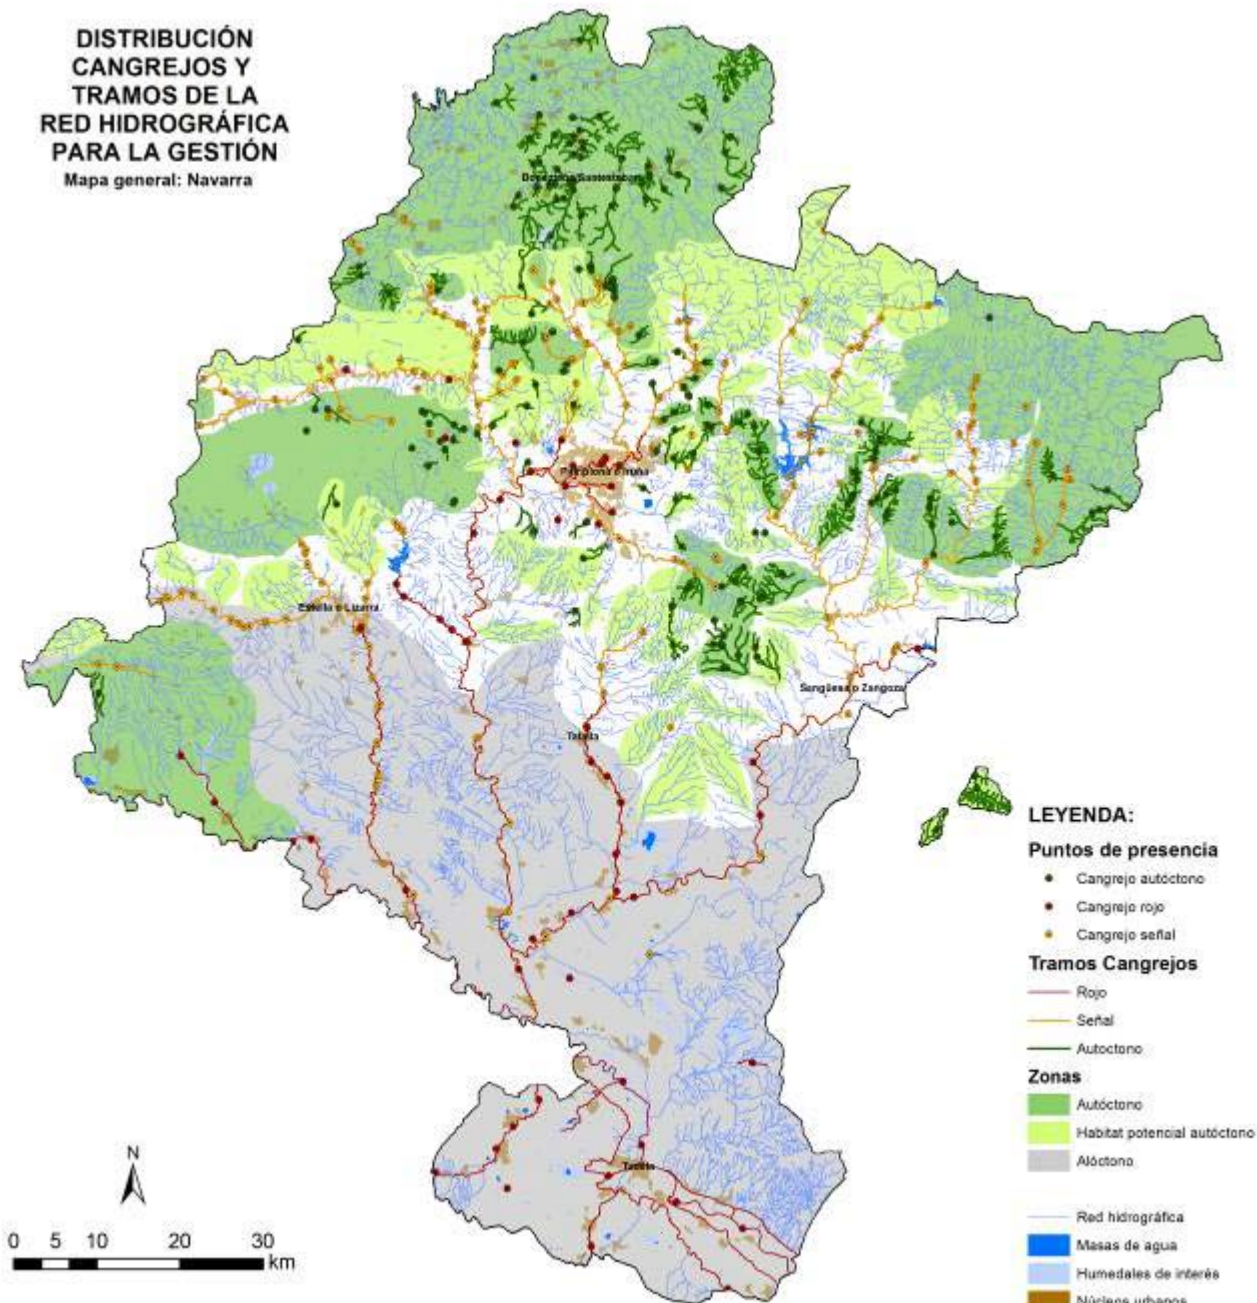 DISTRIBUCIÓN
CANGREJOS Y
TRAMOS DE LA
RED HIDROGRÁFICA
PARA LA GESTIÓN
Mapa general: Navarra
Pamplona o Iruña
Estella o Lizarra
Sangüesa o Zangoza
Tafalla
Tudela
N
0 5 10 20 30
km
LEYENDA:
Puntos de presencia
Cangrejo autóctono
Cangrejo rojo
Cangrejo señal
Tramos Cangrejos
Rojo
Señal
Autoctono
Zonas
Autóctono
Habitat potencial autóctono
Alóctono
Red hidrográfica
Masas de agua
Humedales de interés
Núcleos urbanos